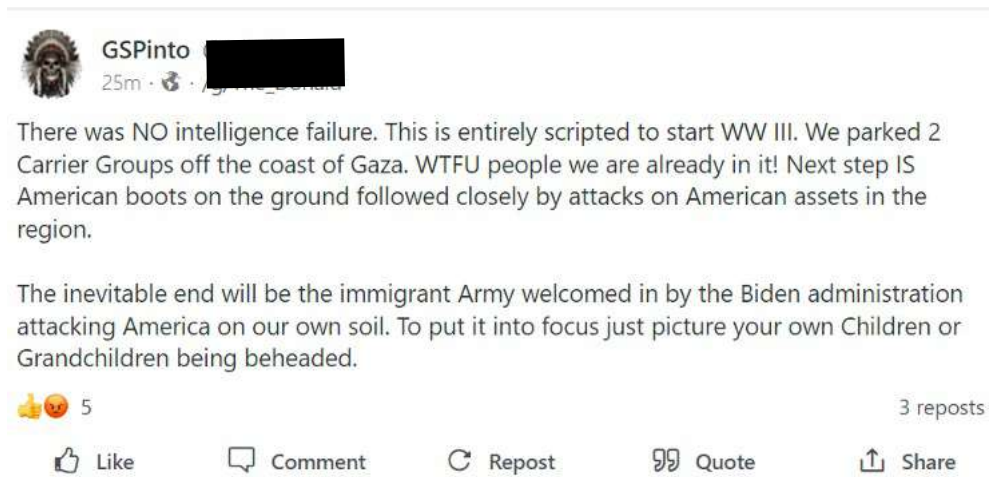 GSPinto
25m
There was NO intelligence failure. This is entirely scripted to start WW III. We parked 2
Carrier Groups off the coast of Gaza. WTFU people we are already in it! Next step IS
American boots on the ground followed closely by attacks on American assets in the
region.
The inevitable end will be the immigrant Army welcomed in by the Biden administration
attacking America on our own soil. To put it into focus just picture your own Children or
Grandchildren being beheaded.
5 3 reposts
Like Comment Repost Quote Share